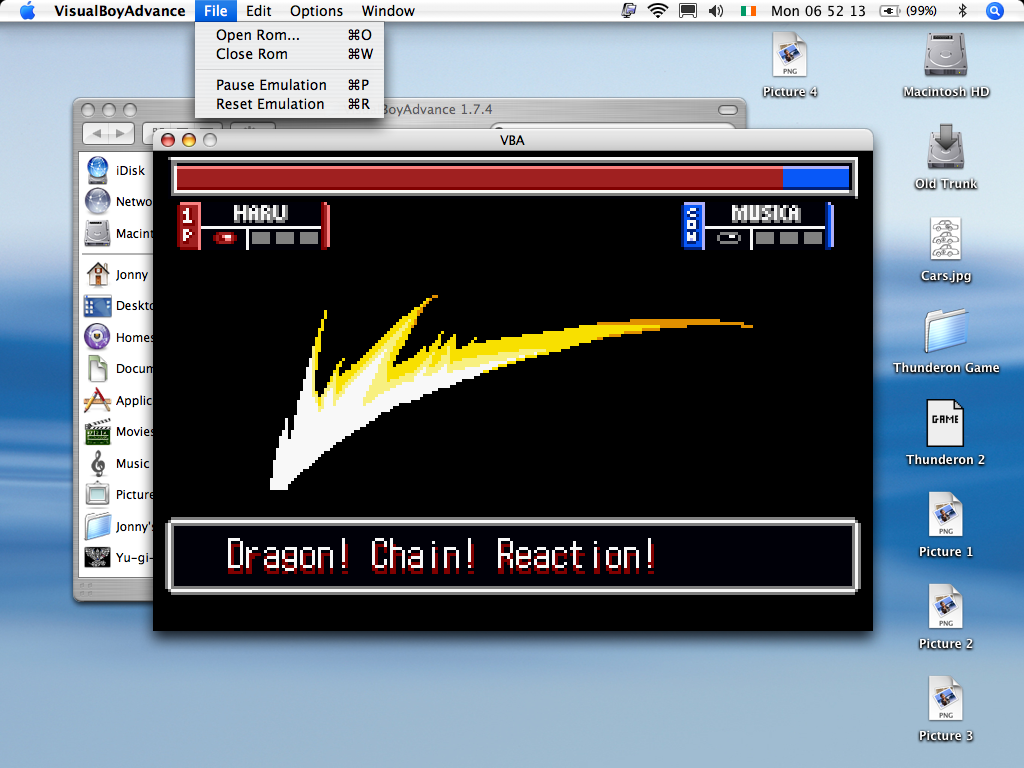 VisualBoyAdvance File Edit Options Window Mon 06 52 13 (99%)
Open Rom... ⌘O
Close Rom ⌘W
Pause Emulation ⌘P
Reset Emulation ⌘R
BoyAdvance 1.7.4
iDisk
Netwo
Macint
Jonny
Deskto
Homes
Docum
Applic
Movies
Music
Picture
Jonny's
Yu-gi-
VBA
1P HARU
COM MUSICA
Dragon! Chain! Reaction!
PNG
Picture 4
Macintosh HD
Old Trunk
Cars.jpg
Thunderon Game
GAME
Thunderon 2
PNG
Picture 1
PNG
Picture 2
PNG
Picture 3